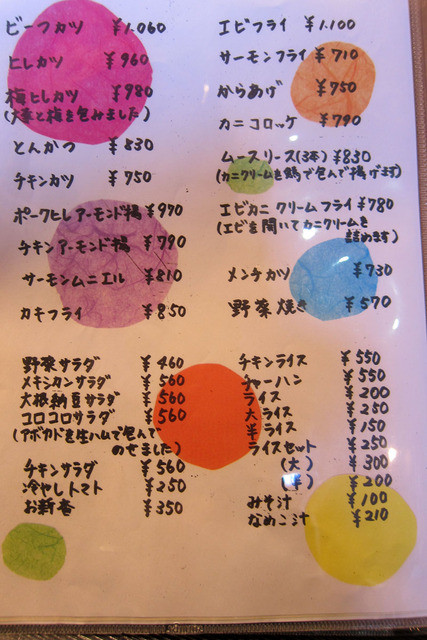 ビーフカツ ¥1.060
ヒレカツ ¥960
梅ヒレカツ ¥980
(大葉と梅を包みました)
とんかつ ¥830
チキンカツ ¥750
ポークヒレアーモンド揚 ¥970
チキンアーモンド揚 ¥790
サーモンムニエル ¥810
カキフライ ¥850
エビフライ ¥1.100
サーモンフライ ¥710
からあげ ¥750
カニコロッケ ¥790
ムースリース(3本) ¥830
(カニクリームを鶏で包んで揚げます)
エビカニクリームフライ ¥780
(エビを開いてカニクリームを
詰めます)
メンチカツ ¥730
野菜焼き ¥570
野菜サラダ ¥460
メキシカンサラダ ¥560
大根納豆サラダ ¥560
コロコロサラダ ¥560
(アボカドを生ハムで包んで
のせました)
チキンサラダ ¥560
冷やしトマト ¥250
お新香 ¥350
チキンライス ¥550
チャーハン ¥550
ライス ¥200
大ライス ¥250
半ライス ¥150
ライスセット ¥250
(大) ¥300
(半) ¥200
みそ汁 ¥100
なめこ汁 ¥210